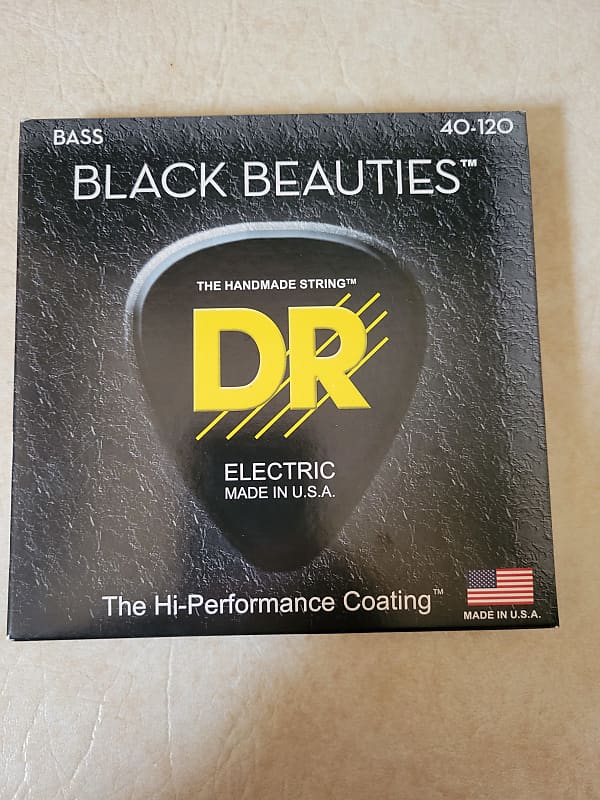 BASS
40-120
BLACK BEAUTIES™
THE HANDMADE STRING™
DR
ELECTRIC
MADE IN U.S.A.
The Hi-Performance Coating™
MADE IN U.S.A.